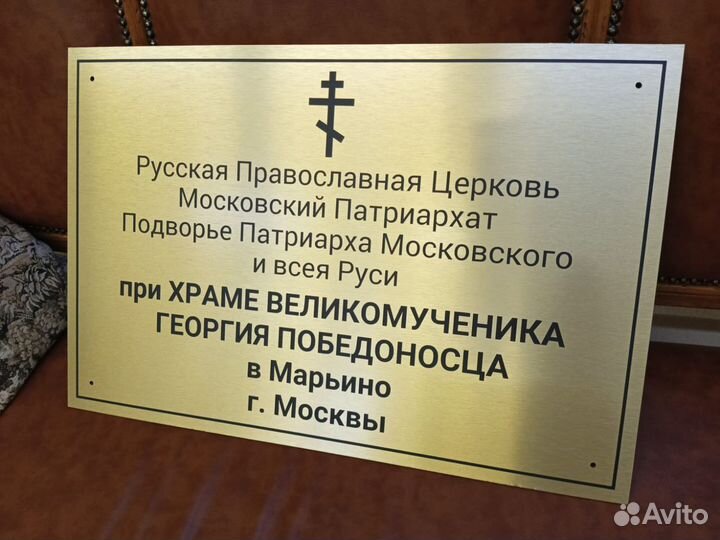 Русская Православная Церковь
Московский Патриархат
Подворье Патриарха Московского
и всея Руси
при ХРАМЕ ВЕЛИКОМУЧЕНИКА
ГЕОРГИЯ ПОБЕДОНОСЦА
в Марьино
г. Москвы
Avito